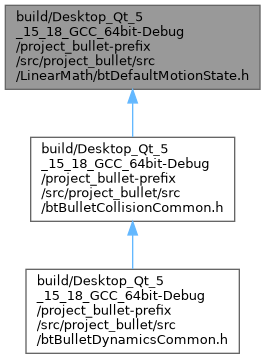 build/Desktop_Qt_5
_15_18_GCC_64bit-Debug
/project_bullet-prefix
/src/project_bullet/src
/LinearMath/btDefaultMotionState.h
build/Desktop_Qt_5
_15_18_GCC_64bit-Debug
/project_bullet-prefix
/src/project_bullet/src
/btBulletCollisionCommon.h
build/Desktop_Qt_5
_15_18_GCC_64bit-Debug
/project_bullet-prefix
/src/project_bullet/src
/btBulletDynamicsCommon.h